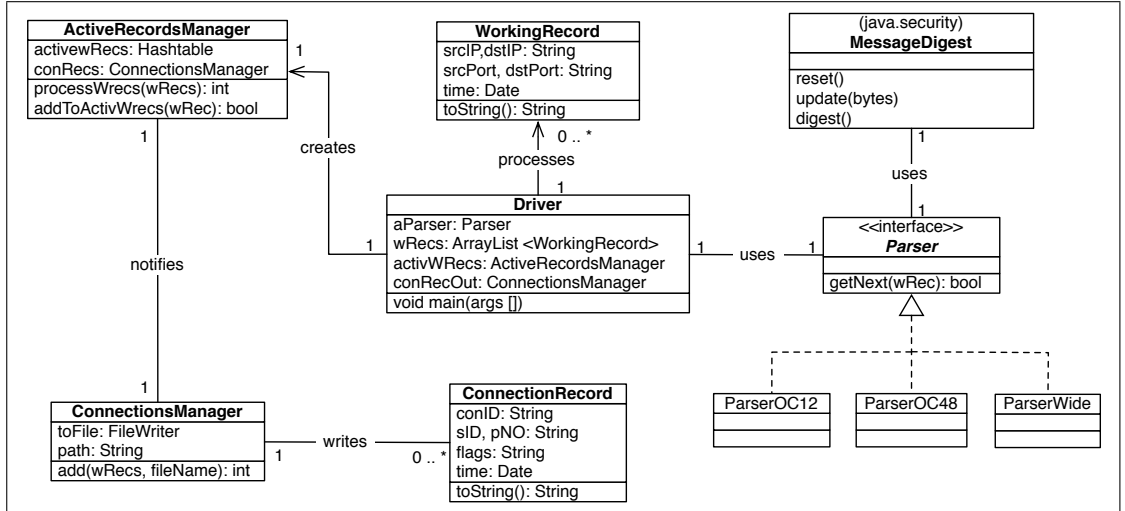 ActiveRecordsManager
activewRecs: Hashtable
conRecs: ConnectionsManager
processWrecs(wRecs): int
addToActivWrecs(wRec): bool
1
1
creates
WorkingRecord
srcIP,dstIP: String
srcPort, dstPort: String
time: Date
toString(): String
0 .. *
processes
1
(java.security)
MessageDigest
reset()
update(bytes)
digest()
1
uses
1
Driver
aParser: Parser
wRecs: ArrayList <WorkingRecord>
activWRecs: ActiveRecordsManager
conRecOut: ConnectionsManager
void main(args [])
1
1
uses
1
<<interface>>
Parser
getNext(wRec): bool
notifies
1
ConnectionsManager
toFile: FileWriter
path: String
add(wRecs, fileName): int
1
writes
0 .. *
ConnectionRecord
conID: String
sID, pNO: String
flags: String
time: Date
toString(): String
ParserOC12
ParserOC48
ParserWide